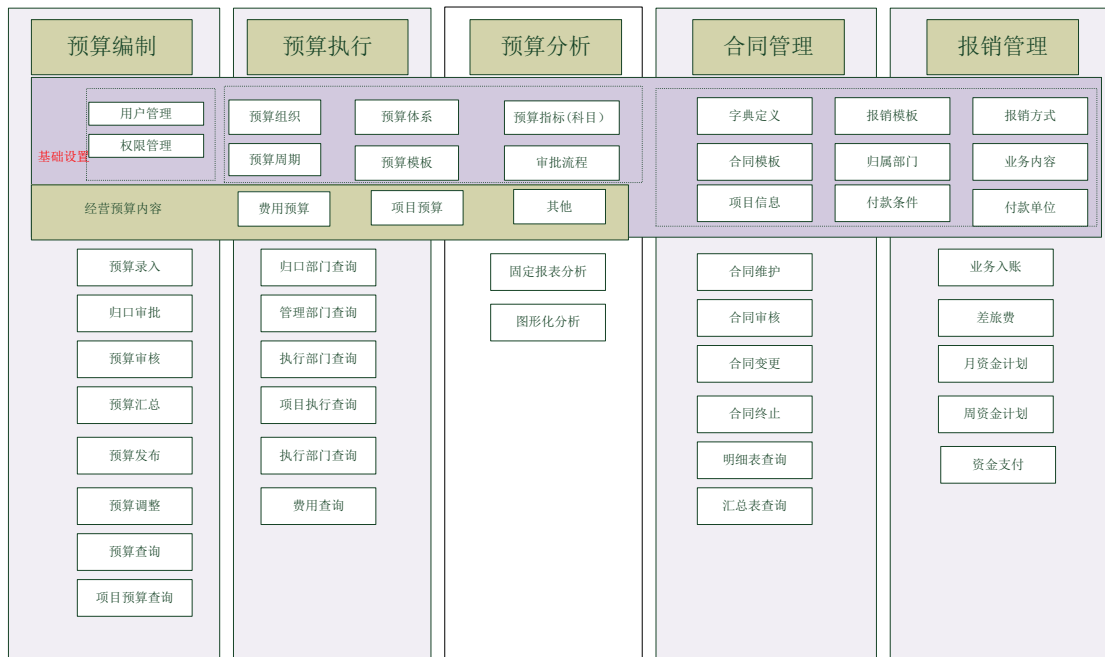 预算编制
预算执行
预算分析
合同管理
报销管理
基础设置
用户管理
权限管理
预算组织
预算体系
预算指标(科目)
预算周期
预算模板
审批流程
字典定义
报销模板
报销方式
合同模板
归属部门
业务内容
项目信息
付款条件
付款单位
经营预算内容
费用预算
项目预算
其他
预算录入
归口审批
预算审核
预算汇总
预算发布
预算调整
预算查询
项目预算查询
归口部门查询
管理部门查询
执行部门查询
项目执行查询
执行部门查询
费用查询
固定报表分析
图形化分析
合同维护
合同审核
合同变更
合同终止
明细表查询
汇总表查询
业务入账
差旅费
月资金计划
周资金计划
资金支付